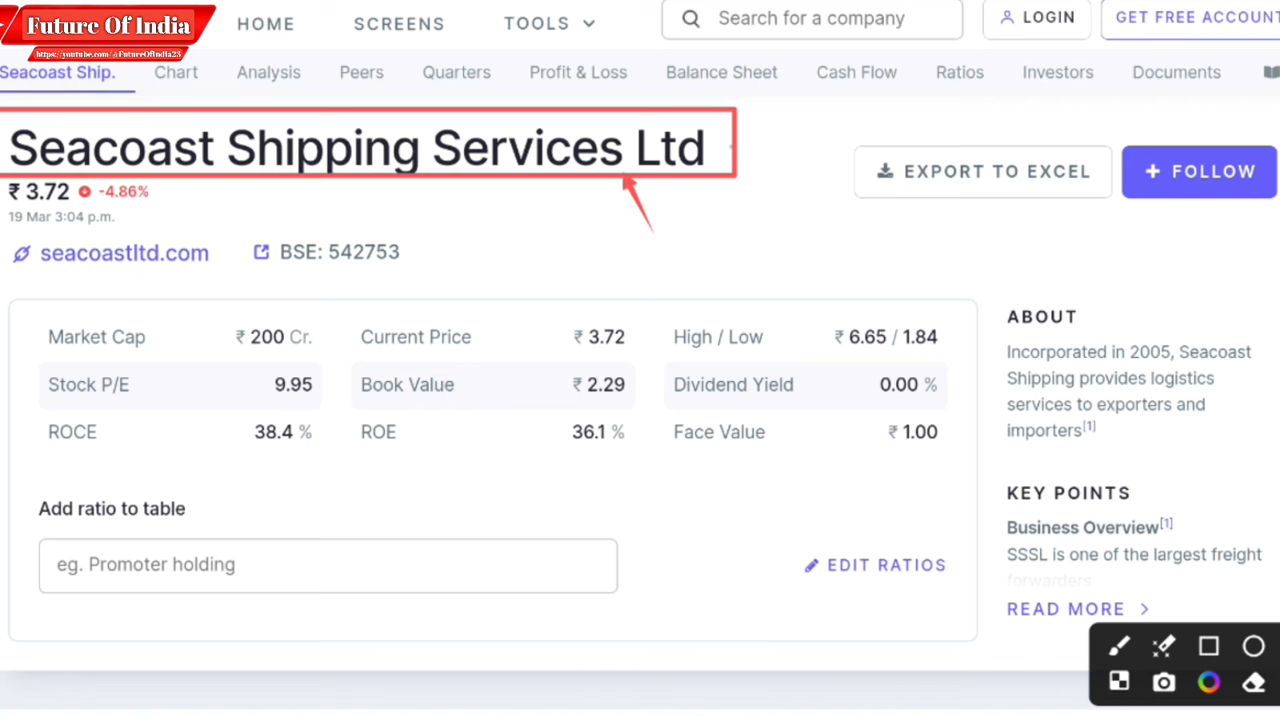 Future Of India
https://youtube.com/@FutureOfIndia23
HOME SCREENS TOOLS
Search for a company
LOGIN
GET FREE ACCOUNT
Seacoast Ship. Chart Analysis Peers Quarters Profit & Loss Balance Sheet Cash Flow Ratios Investors Documents
Seacoast Shipping Services Ltd
₹ 3.72 -4.86%
19 Mar 3:04 p.m.
EXPORT TO EXCEL
+ FOLLOW
seacoastltd.com BSE: 542753
Market Cap ₹ 200 Cr. Current Price ₹ 3.72 High / Low ₹ 6.65 / 1.84
Stock P/E 9.95 Book Value ₹ 2.29 Dividend Yield 0.00 %
ROCE 38.4 % ROE 36.1 % Face Value ₹ 1.00
Add ratio to table
eg. Promoter holding
EDIT RATIOS
ABOUT
Incorporated in 2005, Seacoast
Shipping provides logistics
services to exporters and
importers[1]
KEY POINTS
Business Overview[1]
SSSL is one of the largest freight
forwarders
READ MORE